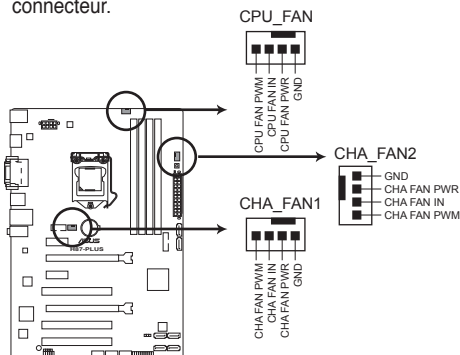 connecteur.
CPU_FAN
CPU FAN PWM
CPU FAN IN
CPU FAN PWR
GND
CHA_FAN2
GND
CHA FAN PWR
CHA FAN IN
CHA FAN PWM
CHA_FAN1
CHA FAN PWM
CHA FAN IN
CHA FAN PWR
GND
ASUS
H87-PLUS